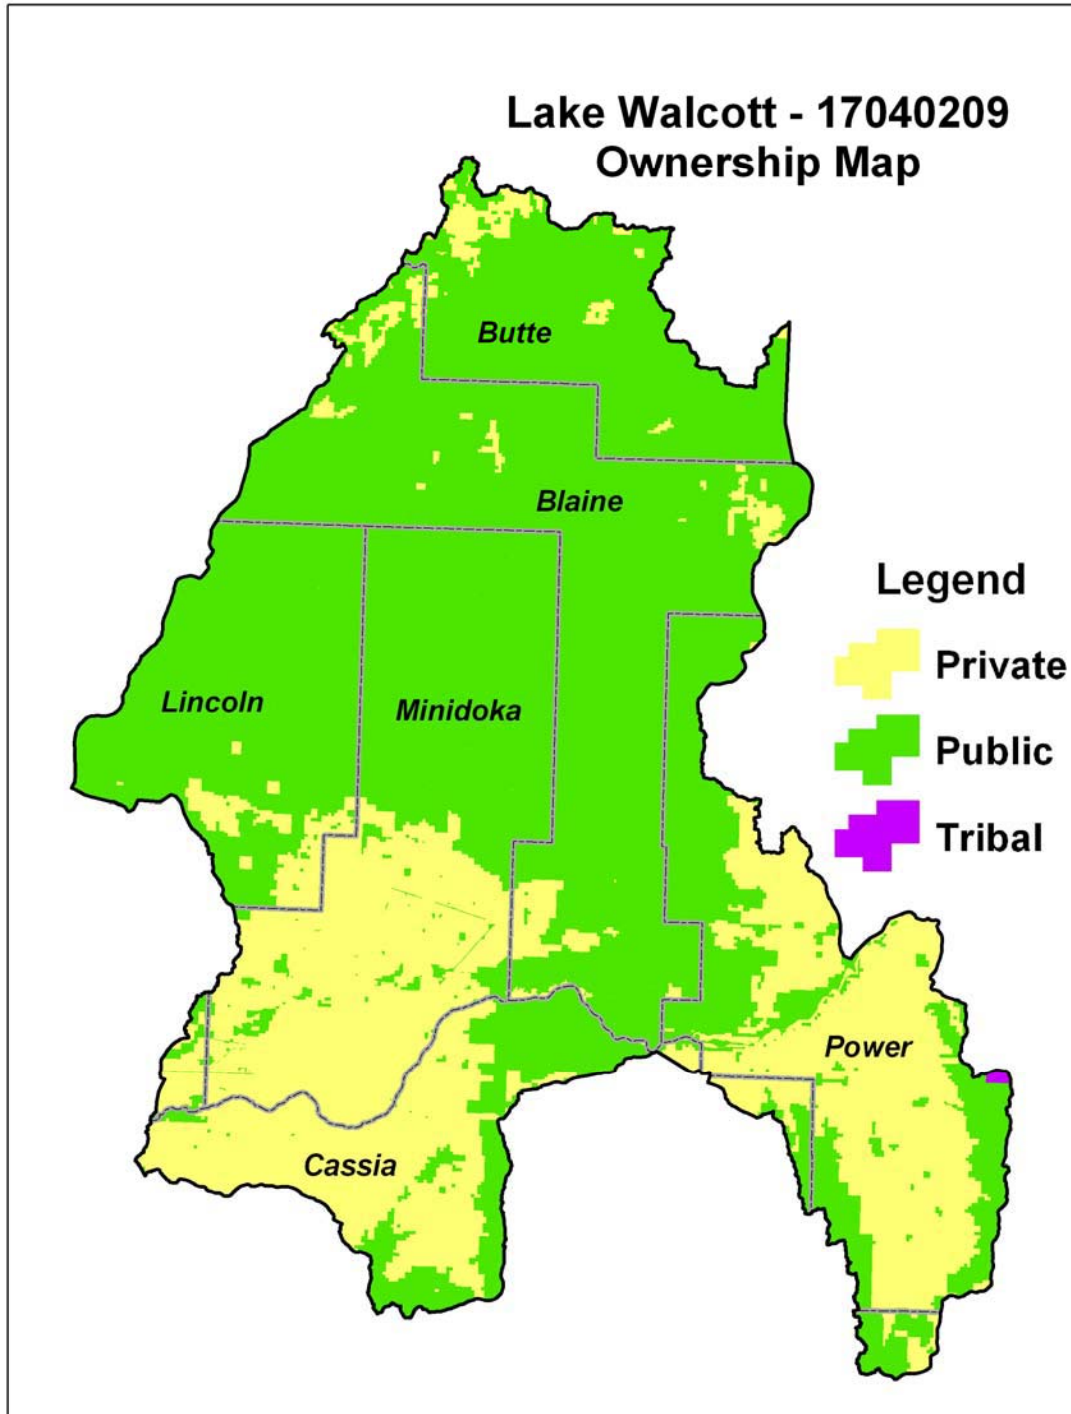 Lake Walcott - 17040209
Ownership Map
Butte
Blaine
Legend
Private
Lincoln
Minidoka
Public
Tribal
Power
Cassia